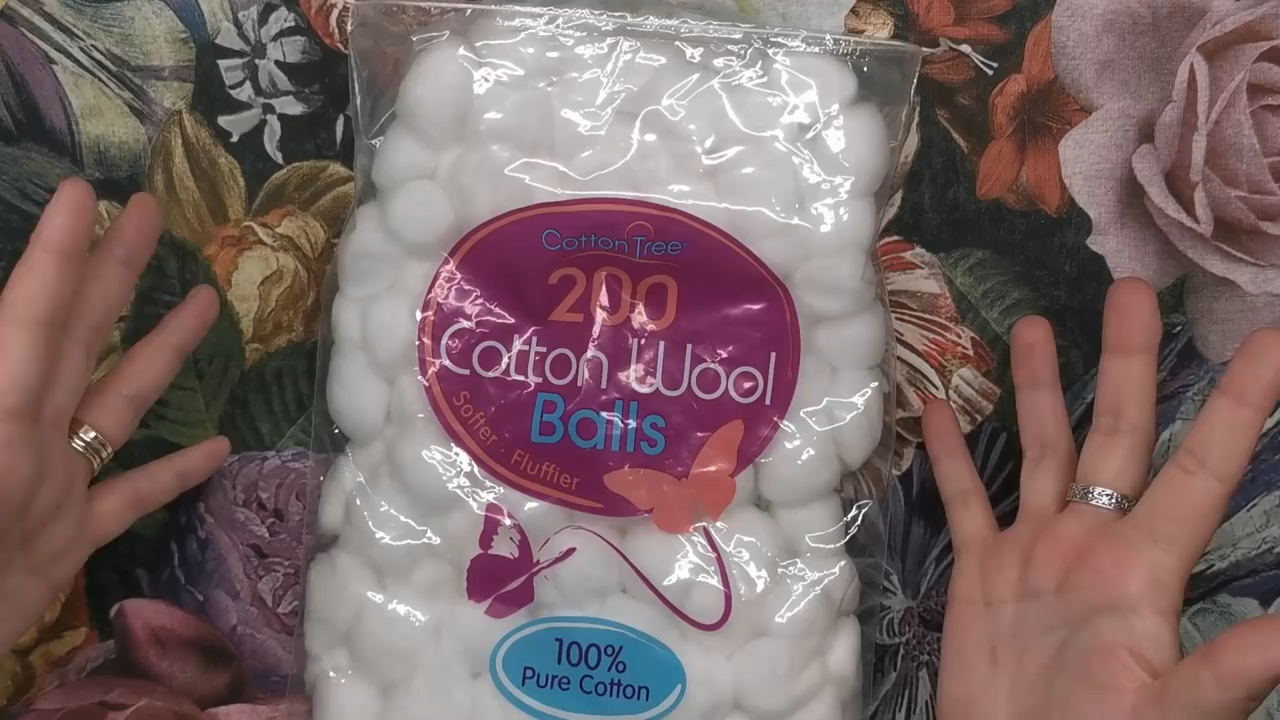 Cotton Tree
200
Cotton Wool
Balls
Softer . Fluffier
100%
Pure Cotton